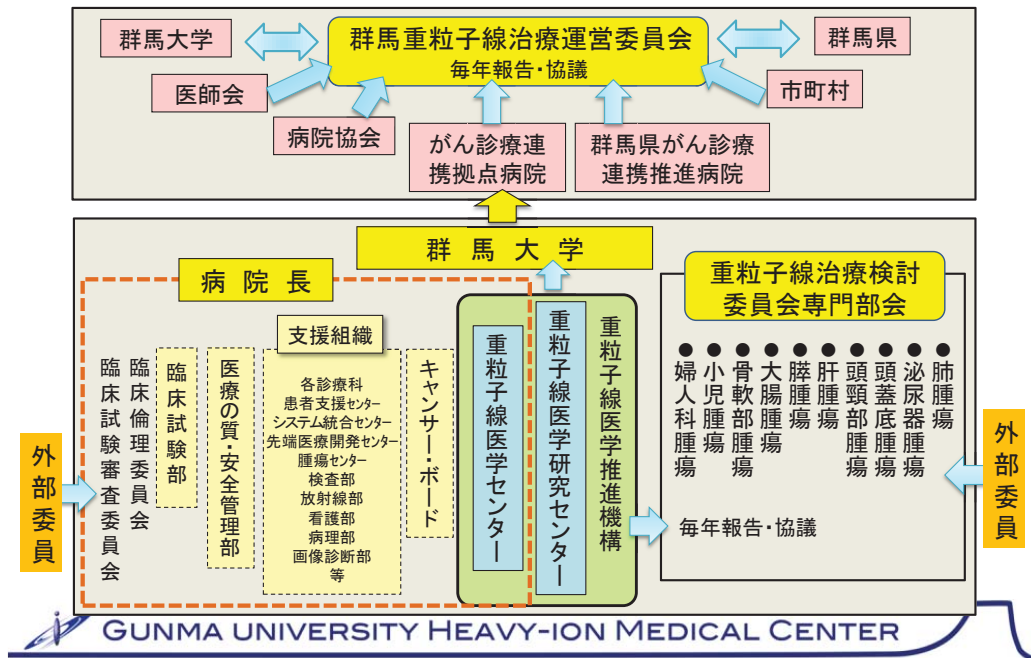 群馬大学
群馬重粒子線治療運営委員会
毎年報告・協議
群馬県
医師会
市町村
病院協会
がん診療連
携拠点病院
群馬県がん診療
連携推進病院
群馬大学
病院長
重粒子線治療検討
委員会専門部会
支援組織
臨床試験審査委員会
臨床倫理委員会
臨床試験部
医療の質・安全管理部
各診療科
患者支援センター
システム統合センター
先端医療開発センター
腫瘍センター
検査部
放射線部
看護部
病理部
画像診断部
等
キャンサー・ボード
重粒子線医学センター
重粒子線医学研究センター
重粒子線医学推進機構
●婦人科腫瘍
●小児腫瘍
●骨軟部腫瘍
●大腸腫瘍
●膵腫瘍
●肝腫瘍
●頭頸部腫瘍
●頭蓋底腫瘍
●泌尿器腫瘍
●肺腫瘍
毎年報告・協議
外部委員
外部委員
GUNMA UNIVERSITY HEAVY-ION MEDICAL CENTER